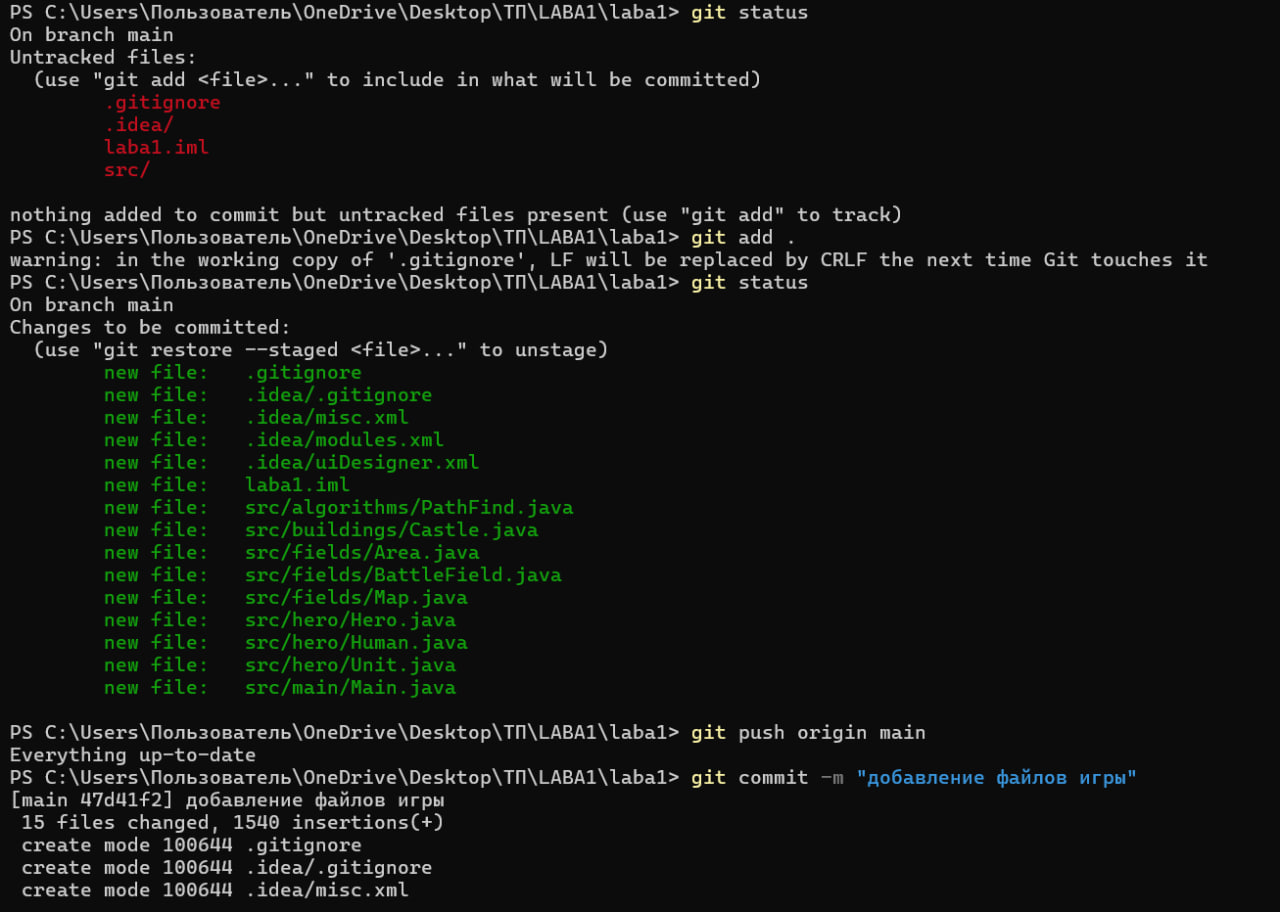 PS C:\Users\Пользователь\OneDrive\Desktop\ТП\LABA1\laba1> git status
On branch main
Untracked files:
  (use "git add <file>..." to include in what will be committed)
        .gitignore
        .idea/
        laba1.iml
        src/

nothing added to commit but untracked files present (use "git add" to track)
PS C:\Users\Пользователь\OneDrive\Desktop\ТП\LABA1\laba1> git add .
warning: in the working copy of '.gitignore', LF will be replaced by CRLF the next time Git touches it
PS C:\Users\Пользователь\OneDrive\Desktop\ТП\LABA1\laba1> git status
On branch main
Changes to be committed:
  (use "git restore --staged <file>..." to unstage)
        new file:   .gitignore
        new file:   .idea/.gitignore
        new file:   .idea/misc.xml
        new file:   .idea/modules.xml
        new file:   .idea/uiDesigner.xml
        new file:   laba1.iml
        new file:   src/algorithms/PathFind.java
        new file:   src/buildings/Castle.java
        new file:   src/fields/Area.java
        new file:   src/fields/BattleField.java
        new file:   src/fields/Map.java
        new file:   src/hero/Hero.java
        new file:   src/hero/Human.java
        new file:   src/hero/Unit.java
        new file:   src/main/Main.java

PS C:\Users\Пользователь\OneDrive\Desktop\ТП\LABA1\laba1> git push origin main
Everything up-to-date
PS C:\Users\Пользователь\OneDrive\Desktop\ТП\LABA1\laba1> git commit -m "добавление файлов игры"
[main 47d41f2] добавление файлов игры
 15 files changed, 1540 insertions(+)
 create mode 100644 .gitignore
 create mode 100644 .idea/.gitignore
 create mode 100644 .idea/misc.xml